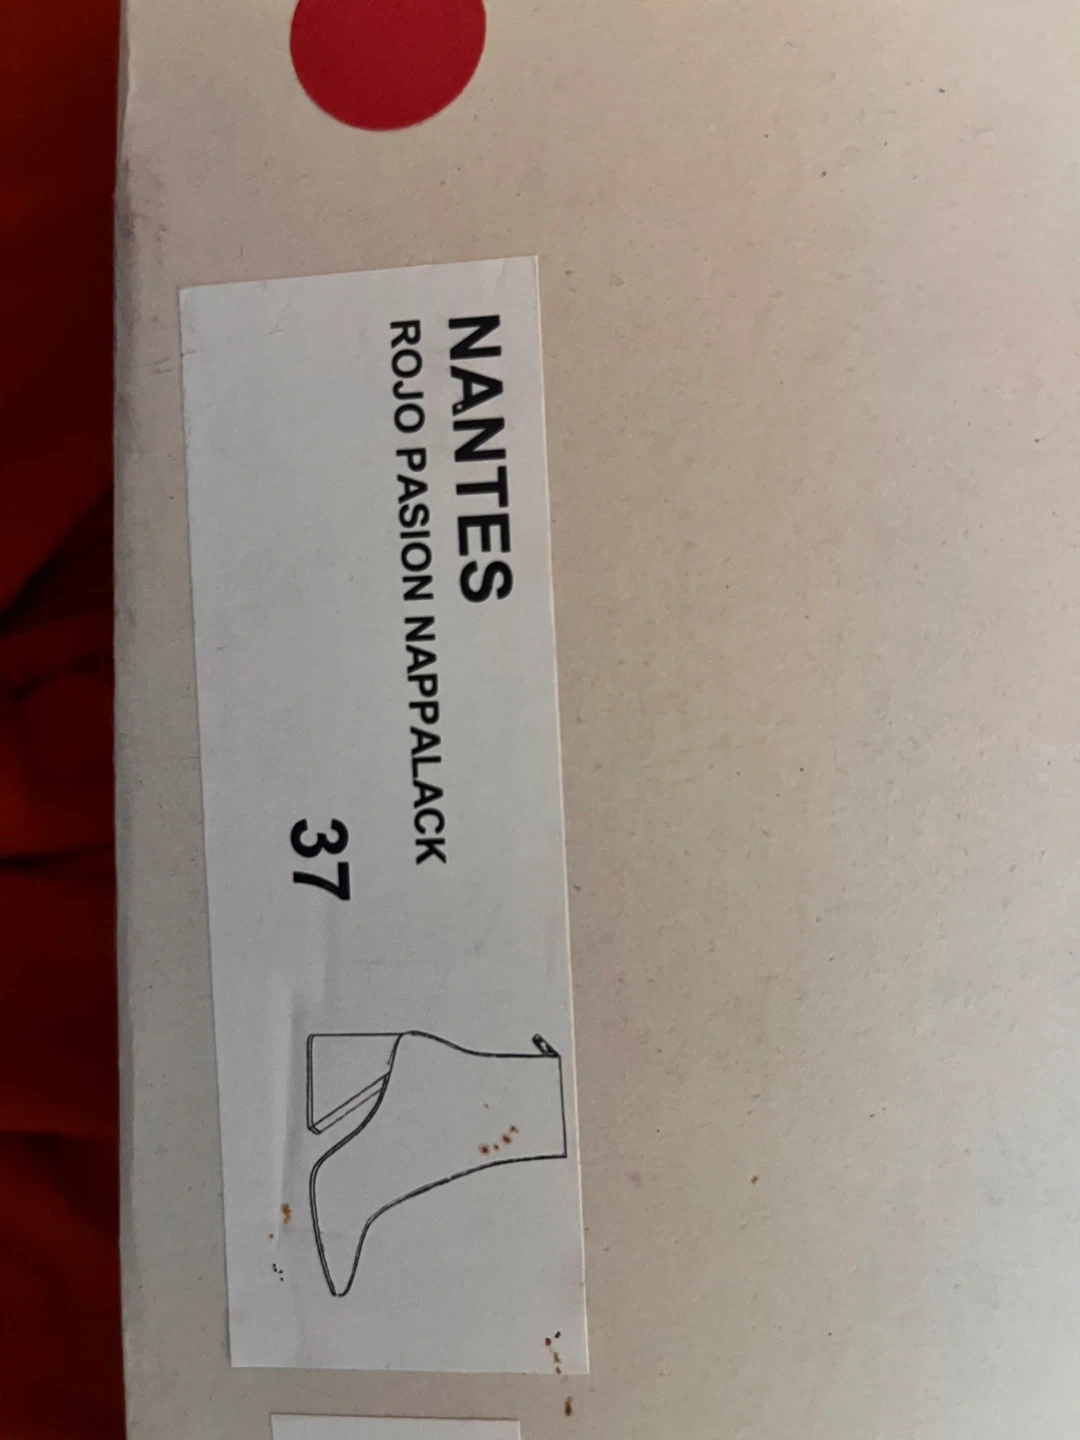 NANTES
ROJO PASION NAPPALACK
37